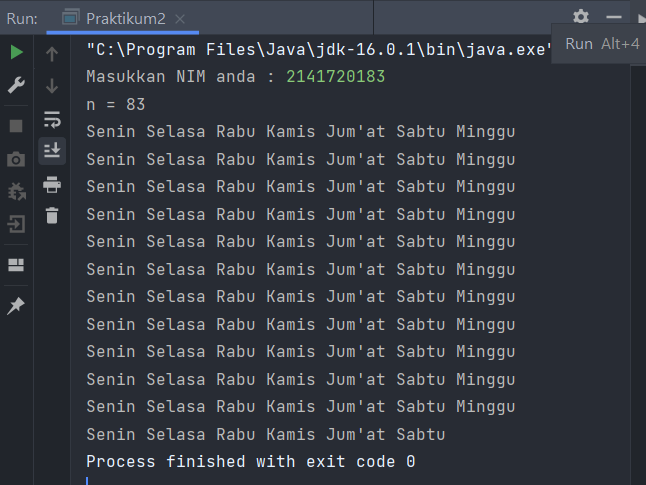 Run: Praktikum2
"C:\Program Files\Java\jdk-16.0.1\bin\java.exe"
Run Alt+4
Masukkan NIM anda : 2141720183
n = 83
Senin Selasa Rabu Kamis Jum'at Sabtu Minggu
Senin Selasa Rabu Kamis Jum'at Sabtu Minggu
Senin Selasa Rabu Kamis Jum'at Sabtu Minggu
Senin Selasa Rabu Kamis Jum'at Sabtu Minggu
Senin Selasa Rabu Kamis Jum'at Sabtu Minggu
Senin Selasa Rabu Kamis Jum'at Sabtu Minggu
Senin Selasa Rabu Kamis Jum'at Sabtu Minggu
Senin Selasa Rabu Kamis Jum'at Sabtu Minggu
Senin Selasa Rabu Kamis Jum'at Sabtu Minggu
Senin Selasa Rabu Kamis Jum'at Sabtu Minggu
Senin Selasa Rabu Kamis Jum'at Sabtu Minggu
Senin Selasa Rabu Kamis Jum'at Sabtu
Process finished with exit code 0